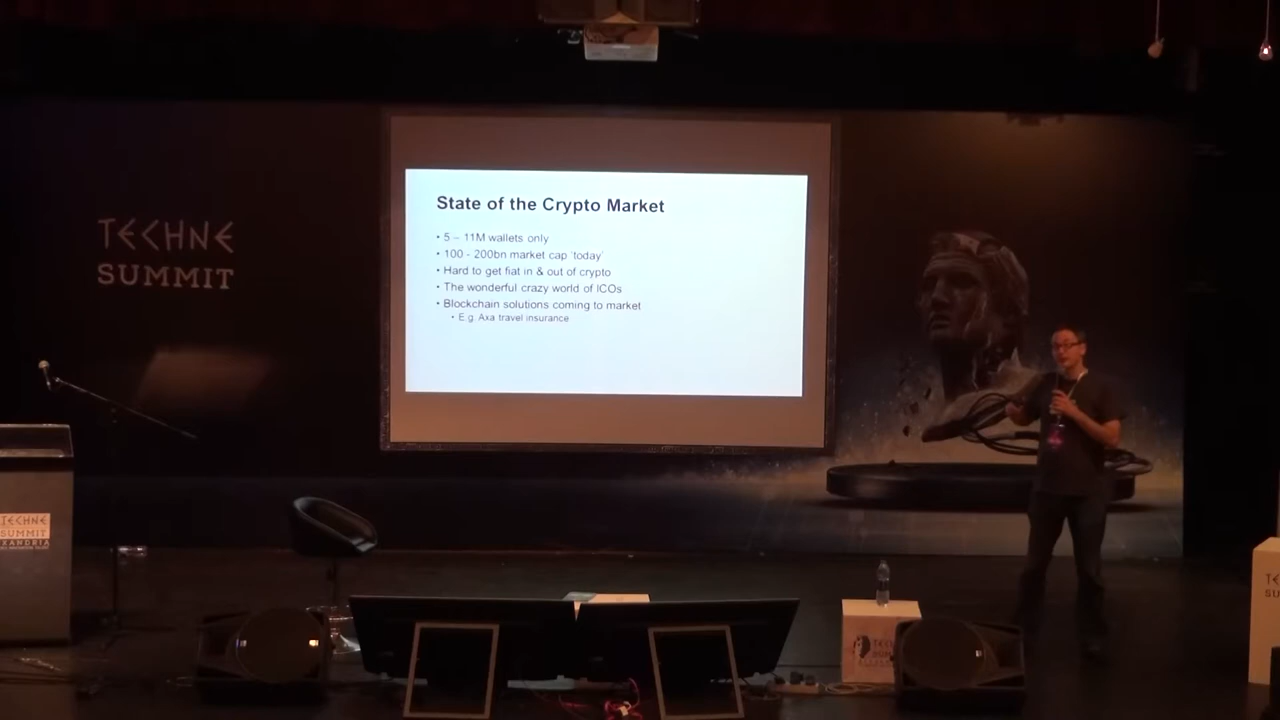 TECHNE
SUMMIT
State of the Crypto Market
• 5 – 11M wallets only
• 100 - 200bn market cap 'today'
• Hard to get fiat in & out of crypto
• The wonderful crazy world of ICOs
• Blockchain solutions coming to market
• E.g. Axa travel insurance
TECHNE
SUMMIT
XANDRIA